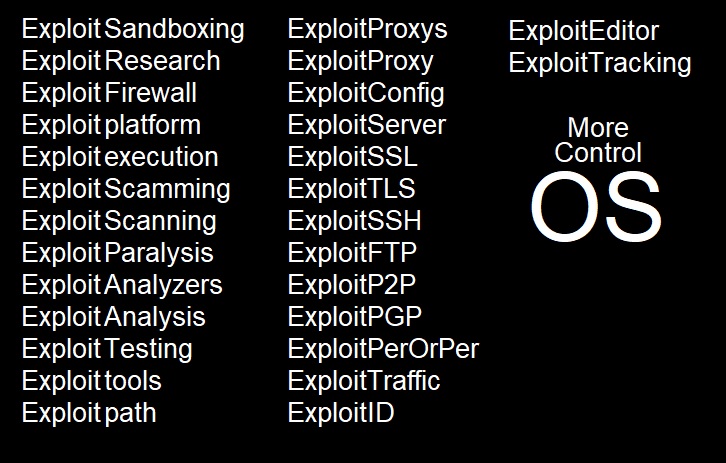 Exploit Sandboxing
Exploit Research
Exploit Firewall
Exploit platform
Exploit execution
Exploit Scamming
Exploit Scanning
Exploit Paralysis
Exploit Analyzers
Exploit Analysis
Exploit Testing
Exploit tools
Exploit path
ExploitProxys
ExploitProxy
ExploitConfig
ExploitServer
ExploitSSL
ExploitTLS
ExploitSSH
ExploitFTP
ExploitP2P
ExploitPGP
ExploitPerOrPer
ExploitTraffic
ExploitID
ExploitEditor
ExploitTracking
More
Control
OS